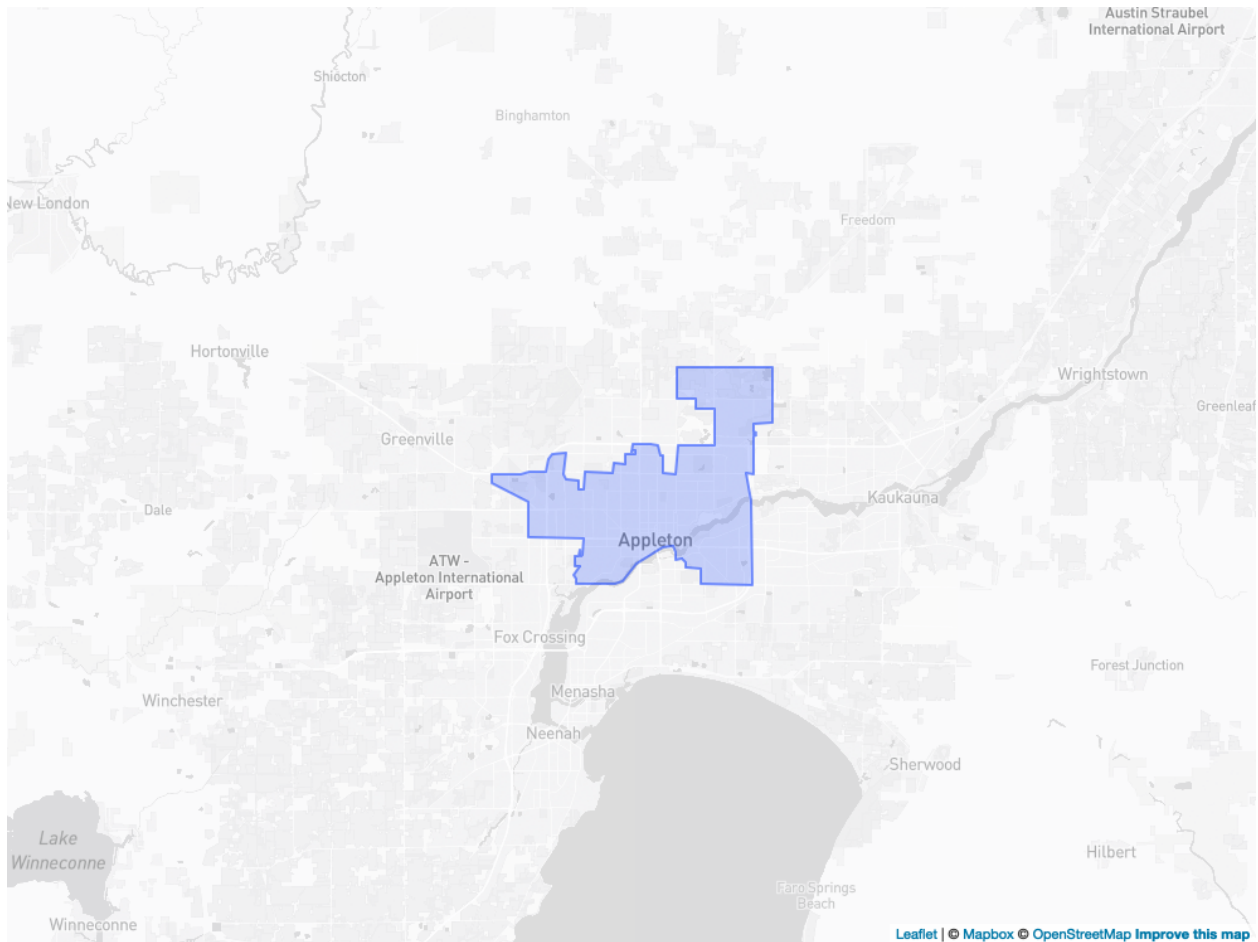 Austin Straubel
International Airport
Shiocton
Binghamton
New London
Freedom
Hortonville
Wrightstown
Greenleaf
Greenville
Kaukauna
Dale
Appleton
ATW -
Appleton International
Airport
Fox Crossing
Forest Junction
Menasha
Winchester
Neenah
Sherwood
Lake
Winneconne
Hilbert
Faro Springs
Beach
Winneconne
Leaflet | © Mapbox © OpenStreetMap Improve this map